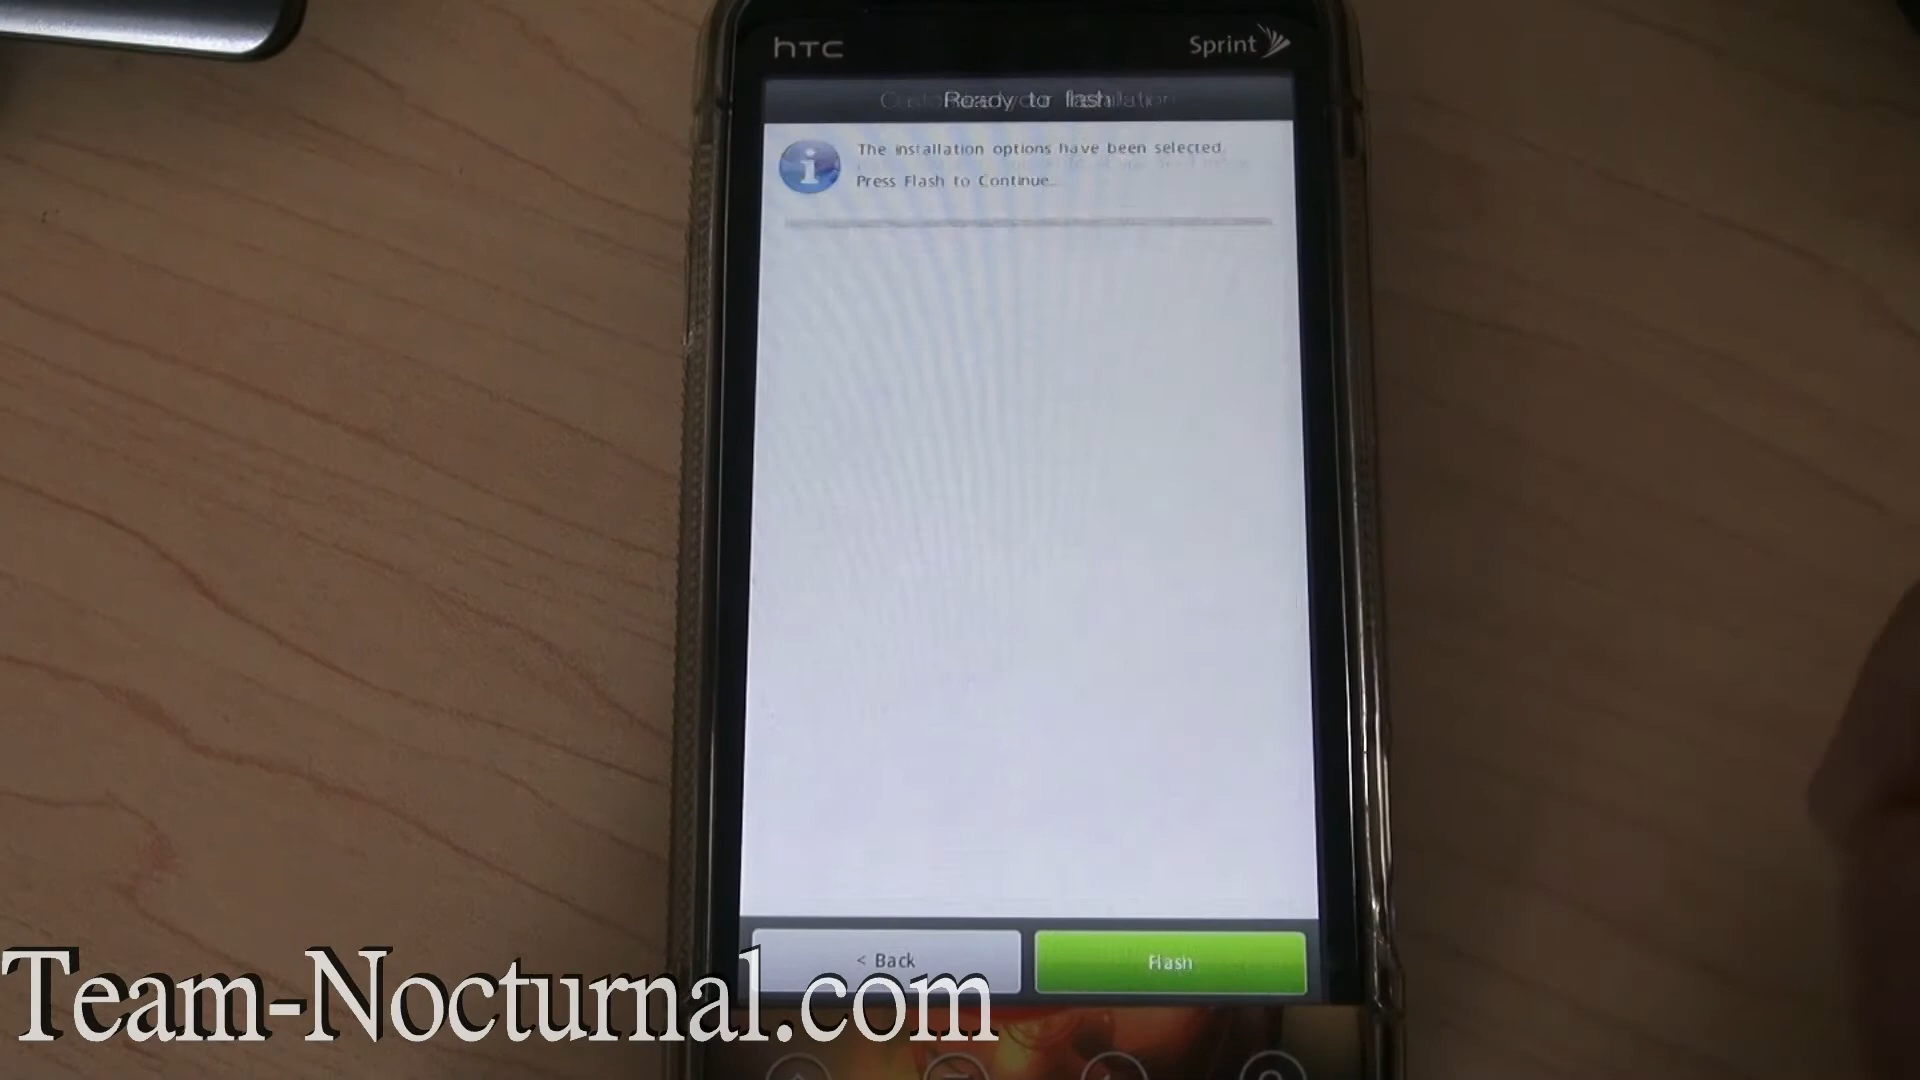 hTC
Sprint
Ready to flash
The installation options have been selected.
Press Flash to Continue.
< Back
Flash
Team-Nocturnal.com